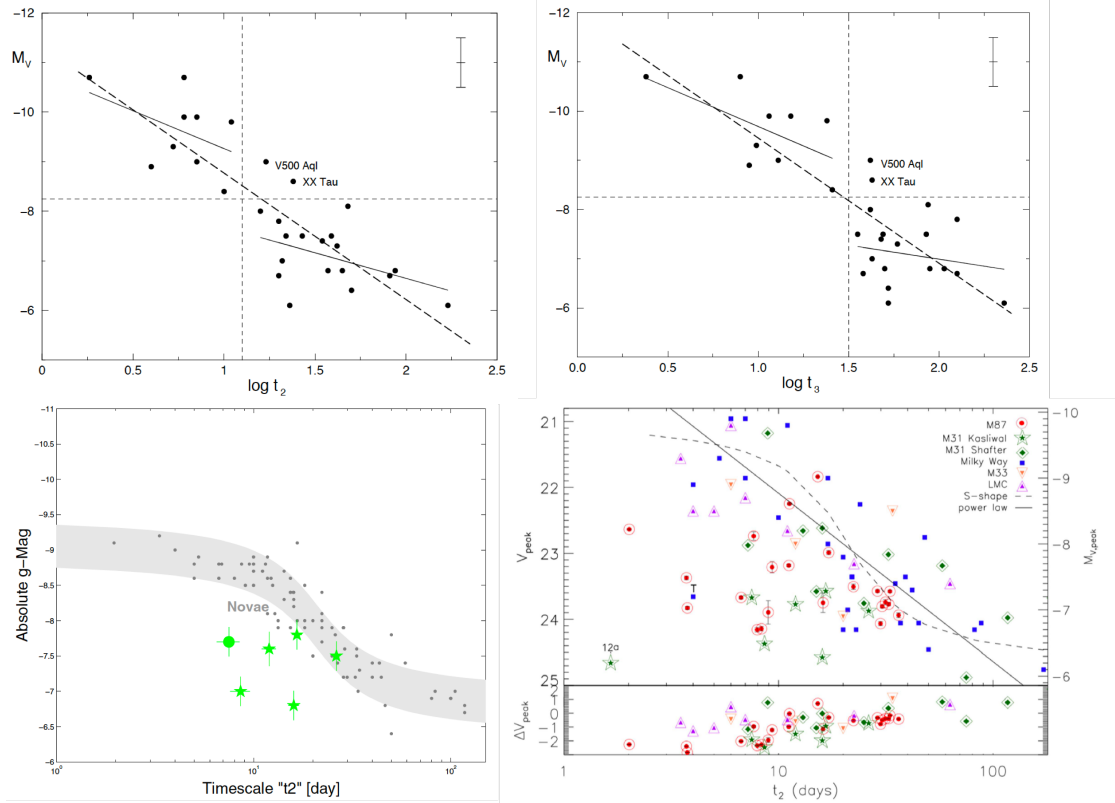 -12
-10
-8
-6
M_V
V500 Aql
XX Tau
0
0.5
1
1.5
2
2.5
log t_2
-12
-10
-8
-6
M_V
V500 Aql
XX Tau
0.0
0.5
1.0
1.5
2.0
2.5
log t_3
-11
-10.5
-10
-9.5
-9
-8.5
-8
-7.5
-7
-6.5
-6
Absolute g-Mag
Novae
10^0
10^1
10^2
Timescale "t2" [day]
21
22
23
24
25
V_peak
-10
-9
-8
-7
-6
M_V,peak
M87
M31 Kasliwal
M31 Shafter
Milky Way
M33
LMC
S-shape
power law
T
12a
1
0
-1
-2
ΔV_peak
1
10
100
t_2 (days)